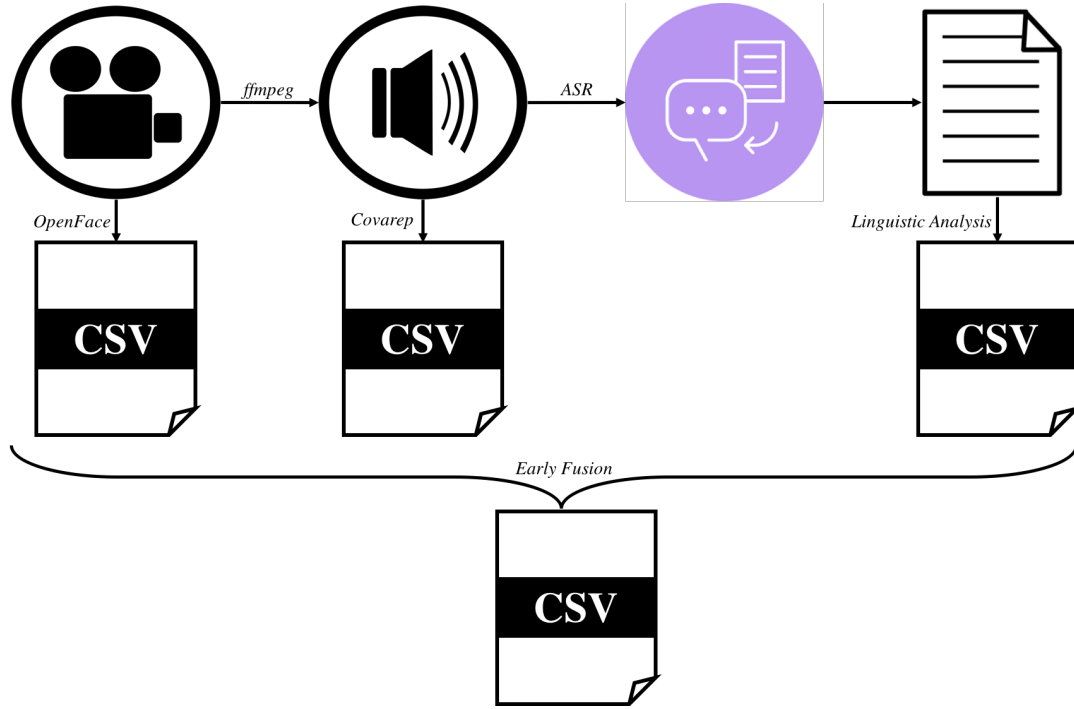 ffmpeg
ASR
OpenFace
Covarep
Linguistic Analysis
CSV
CSV
CSV
Early Fusion
CSV